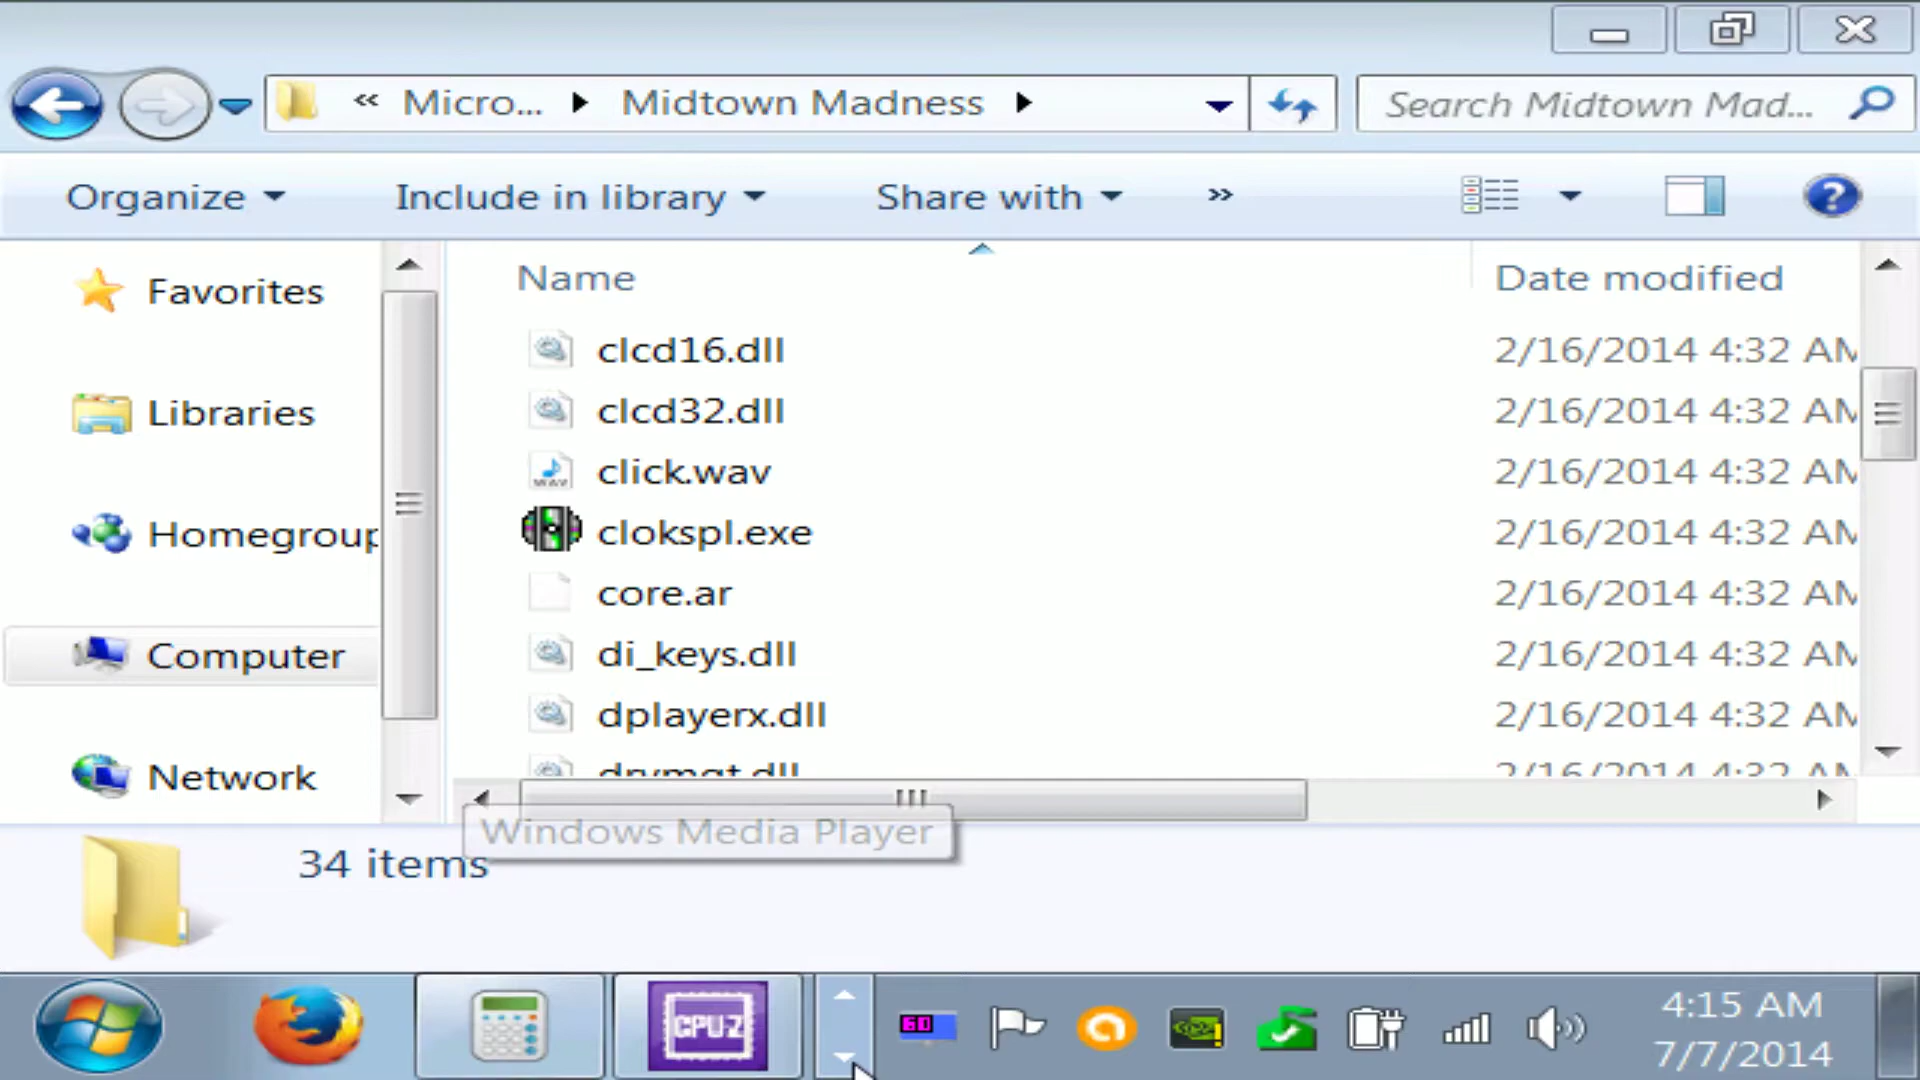 « Micro... Midtown Madness
Search Midtown Mad...
Organize Include in library Share with »
Favorites
Libraries
Homegroup
Computer
Network
Name Date modified
clcd16.dll 2/16/2014 4:32 AM
clcd32.dll 2/16/2014 4:32 AM
click.wav 2/16/2014 4:32 AM
clokspl.exe 2/16/2014 4:32 AM
core.ar 2/16/2014 4:32 AM
di_keys.dll 2/16/2014 4:32 AM
dplayerx.dll 2/16/2014 4:32 AM
drvmgt.dll 2/16/2014 4:32 AM
Windows Media Player
34 items
CPU-Z
60
4:15 AM
7/7/2014